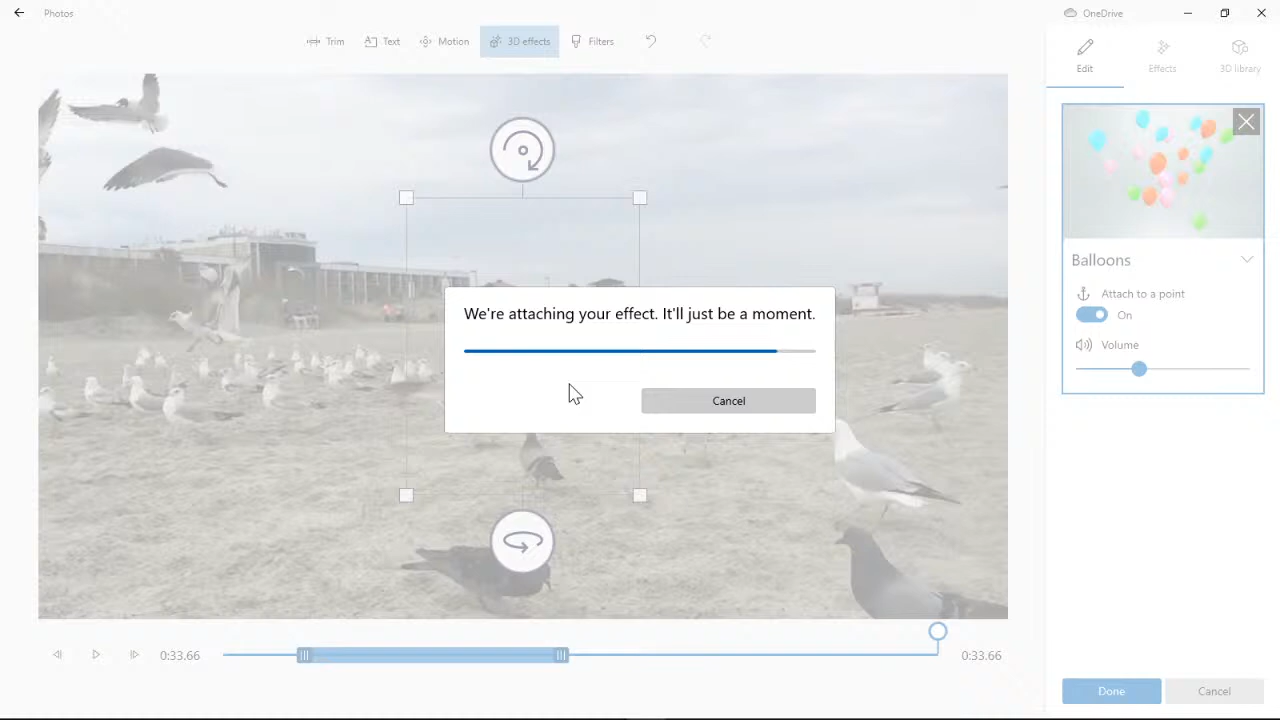 Photos
OneDrive
Trim
Text
Motion
3D effects
Filters
Edit
Effects
3D library
We're attaching your effect. It'll just be a moment.
Cancel
Balloons
Attach to a point
On
Volume
0:33.66
0:33.66
Done
Cancel